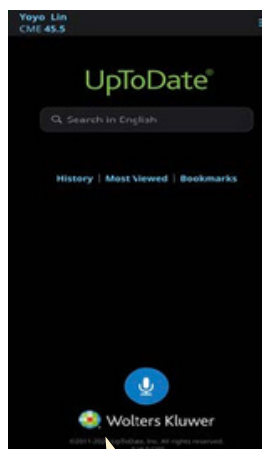 Yoyo Lin
CME 45.5
UpToDate®
Search in English
History | Most Viewed | Bookmarks
Wolters Kluwer
UpToDate, Inc. All rights reserved.